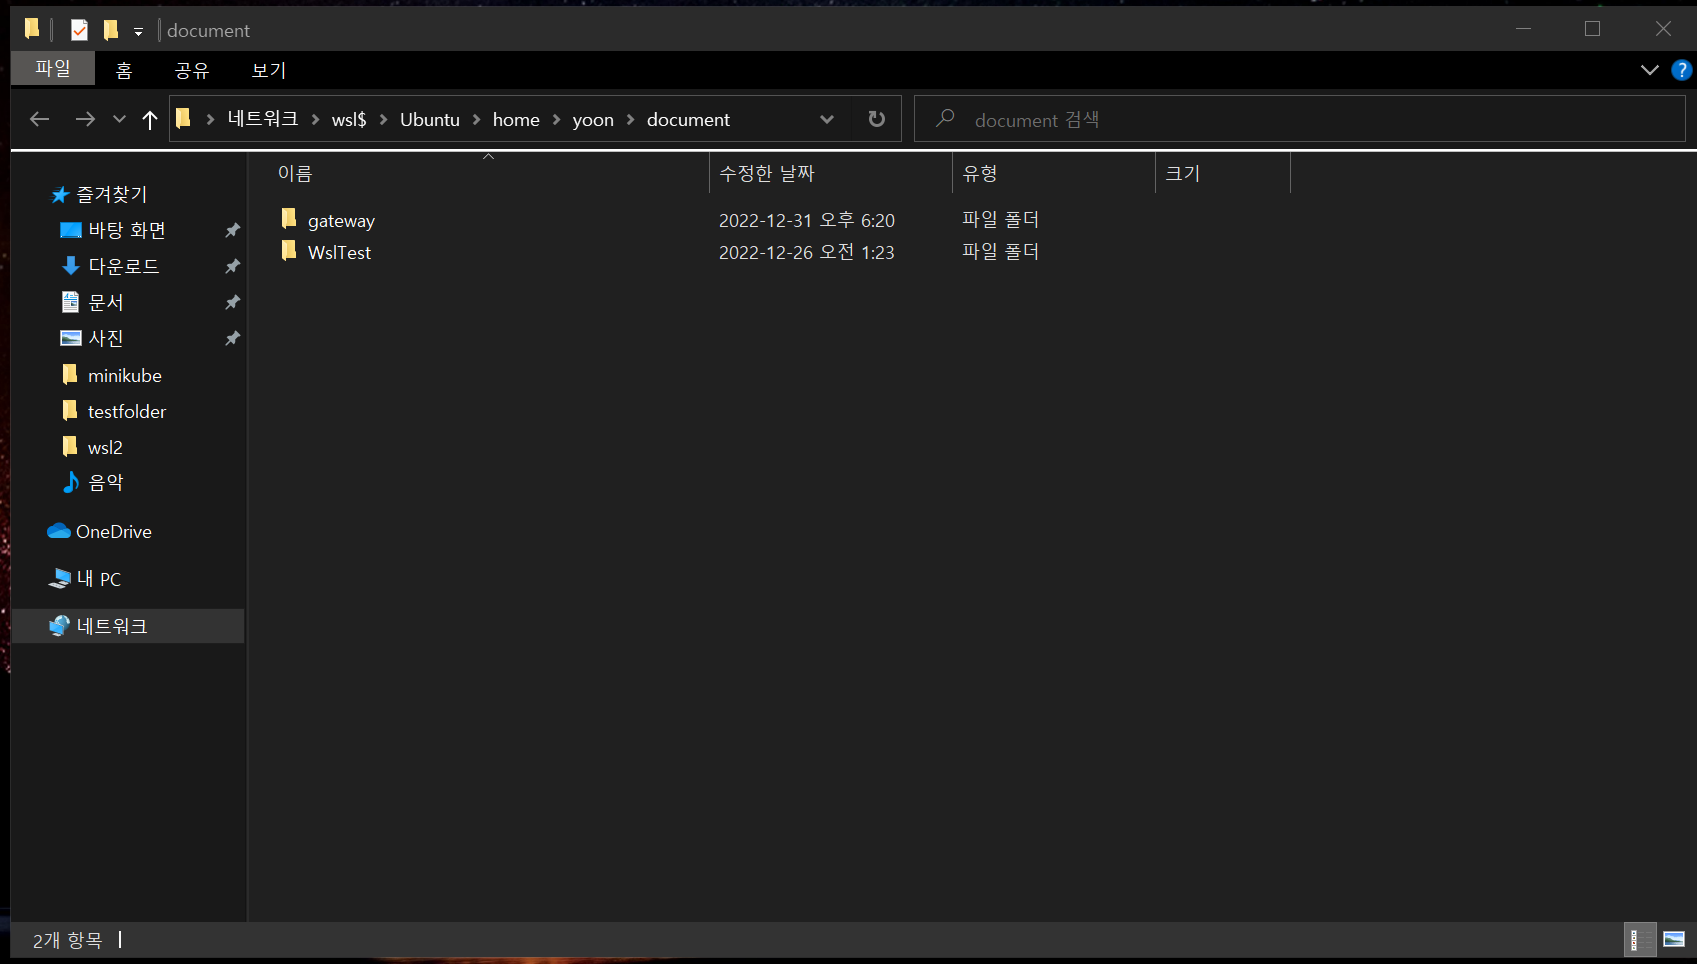 document
파일 홈 공유 보기
네트워크 wsl$ Ubuntu home yoon document
document 검색
이름 수정한 날짜 유형 크기
gateway 2022-12-31 오후 6:20 파일 폴더
WslTest 2022-12-26 오전 1:23 파일 폴더
즐겨찾기
바탕 화면
다운로드
문서
사진
minikube
testfolder
wsl2
음악
OneDrive
내 PC
네트워크
2개 항목